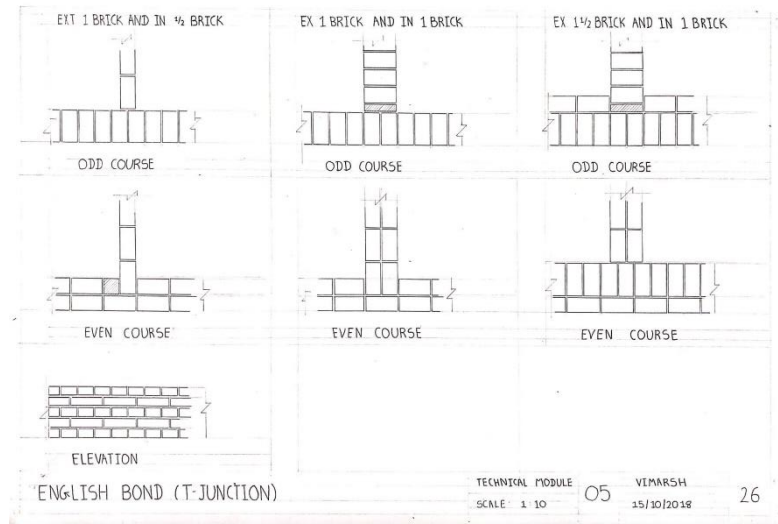 EXT 1 BRICK AND IN ½ BRICK
EX 1 BRICK AND IN 1 BRICK
EX 1½ BRICK AND IN 1 BRICK
ODD COURSE
ODD COURSE
ODD COURSE
EVEN COURSE
EVEN COURSE
EVEN COURSE
ELEVATION
ENGLISH BOND (T-JUNCTION)
TECHNICAL MODULE
SCALE 1:10
05
VIMARSH
15/10/2018
26